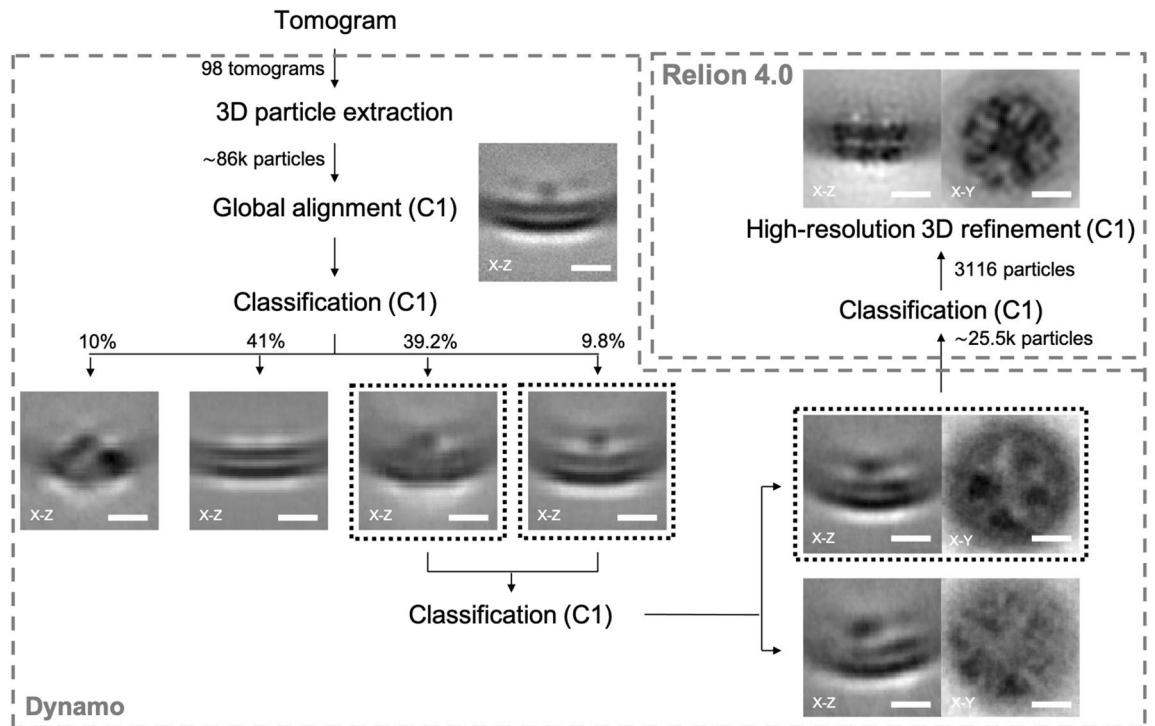 Tomogram
98 tomograms
3D particle extraction
~86k particles
Global alignment (C1)
X-Z
Classification (C1)
10%
41%
39.2%
9.8%
X-Z
X-Z
X-Z
X-Z
Classification (C1)
Dynamo
Relion 4.0
X-Z
X-Y
High-resolution 3D refinement (C1)
3116 particles
Classification (C1)
~25.5k particles
X-Z
X-Y
X-Z
X-Y